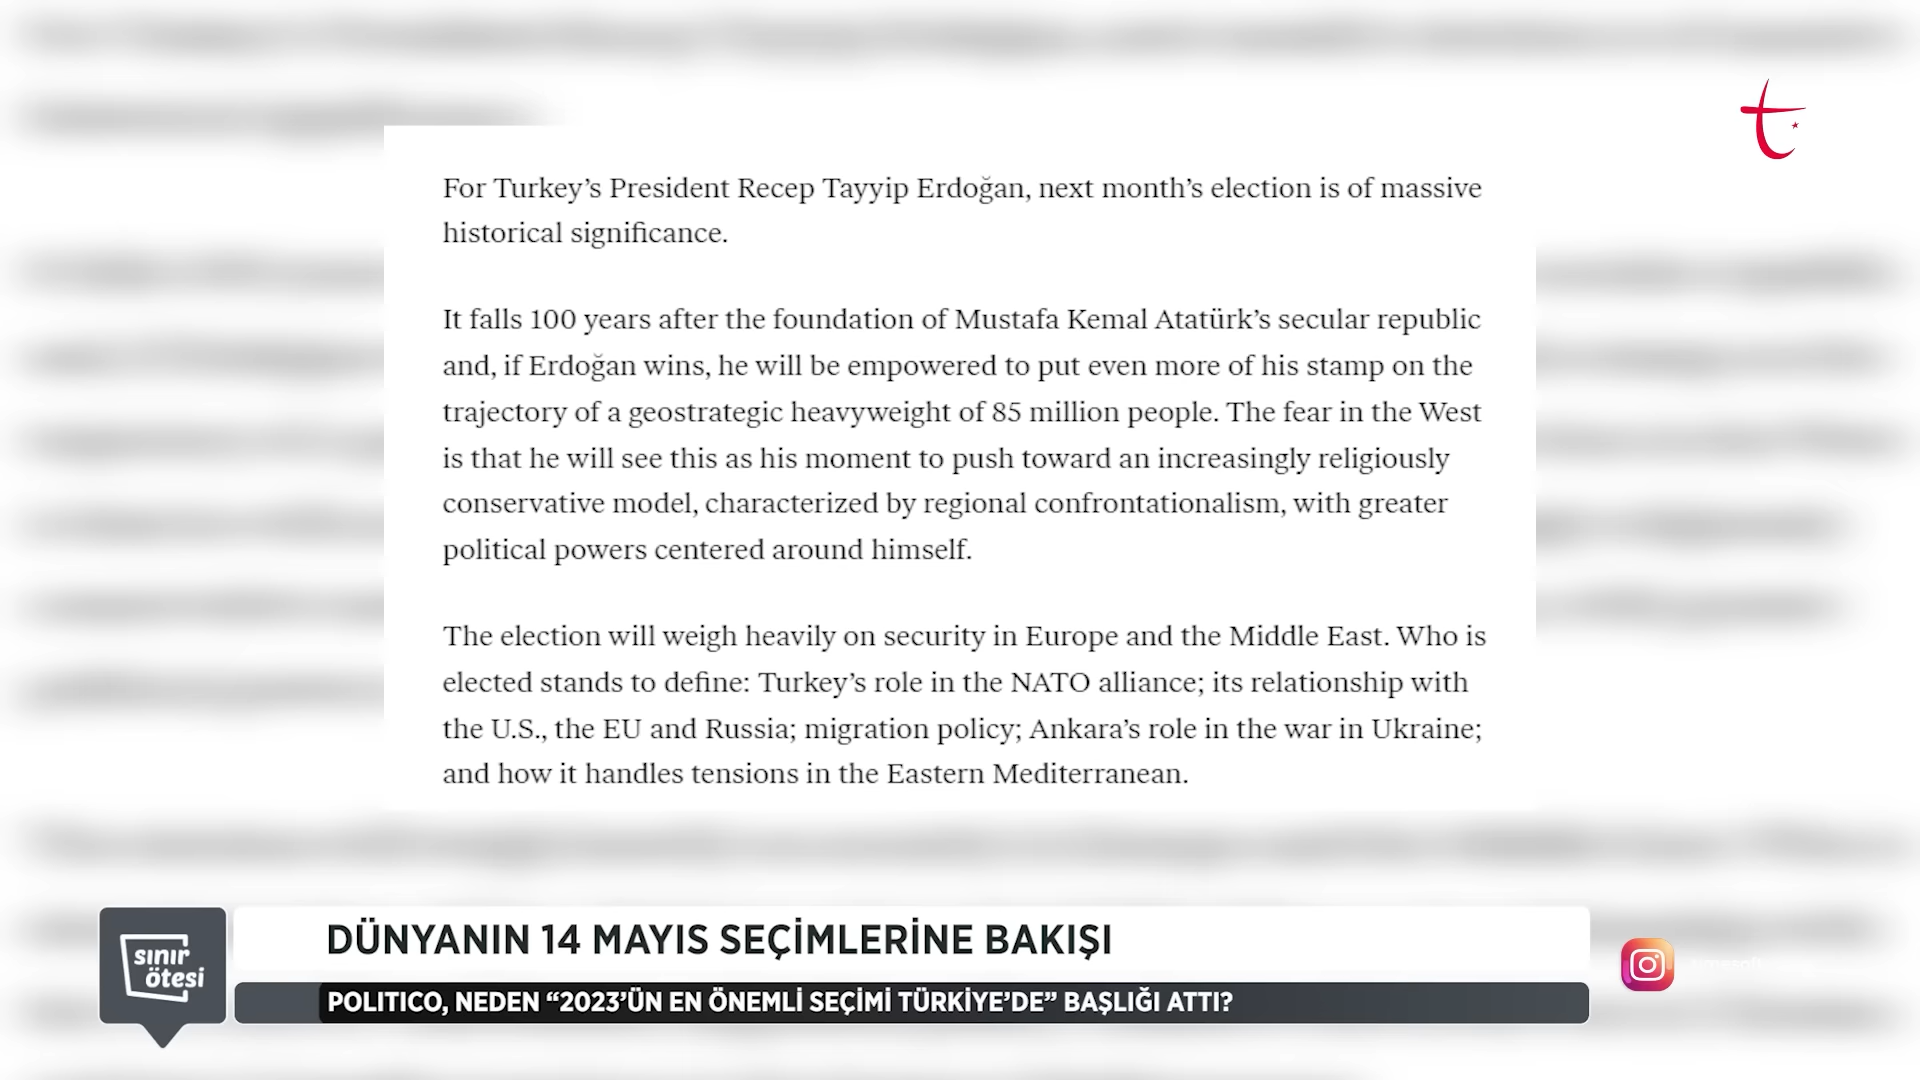 For Turkey’s President Recep Tayyip Erdoğan, next month’s election is of massive
historical significance.
It falls 100 years after the foundation of Mustafa Kemal Atatürk’s secular republic
and, if Erdoğan wins, he will be empowered to put even more of his stamp on the
trajectory of a geostrategic heavyweight of 85 million people. The fear in the West
is that he will see this as his moment to push toward an increasingly religiously
conservative model, characterized by regional confrontationalism, with greater
political powers centered around himself.
The election will weigh heavily on security in Europe and the Middle East. Who is
elected stands to define: Turkey’s role in the NATO alliance; its relationship with
the U.S., the EU and Russia; migration policy; Ankara’s role in the war in Ukraine;
and how it handles tensions in the Eastern Mediterranean.
sınır
ötesi
DÜNYANIN 14 MAYIS SEÇİMLERİNE BAKIŞI
POLITICO, NEDEN “2023’ÜN EN ÖNEMLİ SEÇİMİ TÜRKİYE’DE” BAŞLIĞI ATTI?